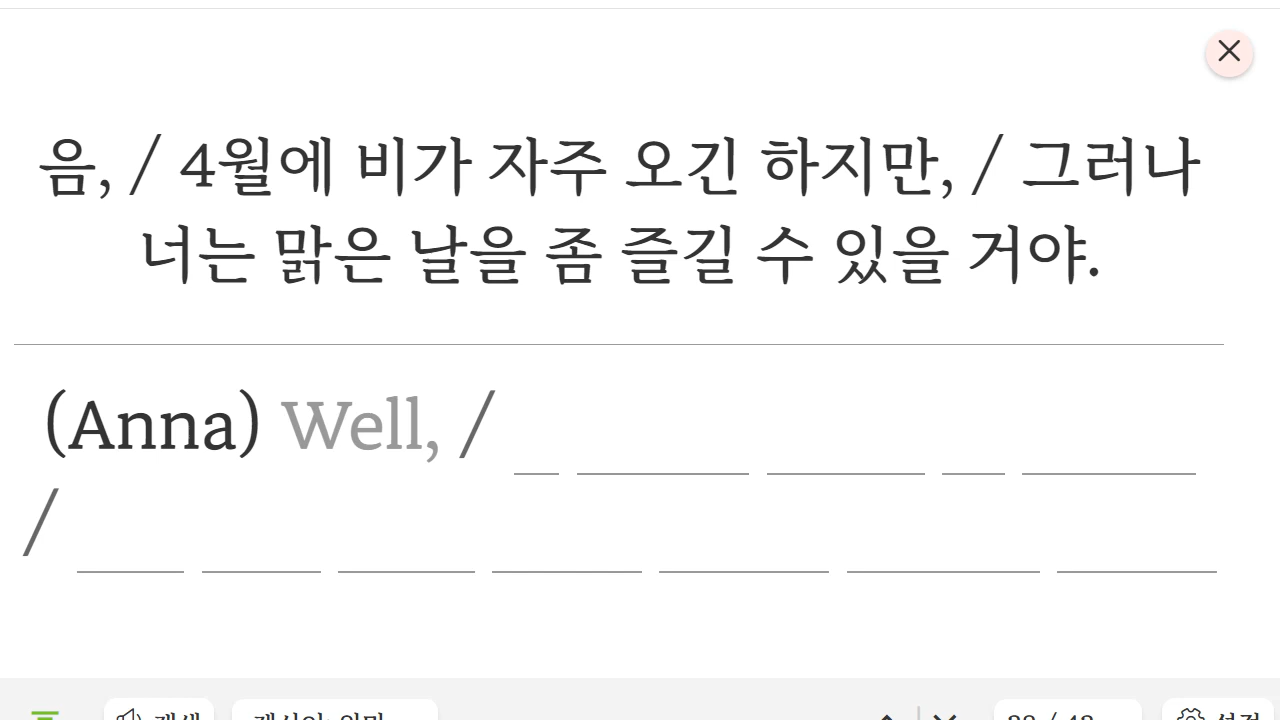 음, / 4월에 비가 자주 오긴 하지만, / 그러나
너는 맑은 날을 좀 즐길 수 있을 거야.
(Anna) Well, /
/